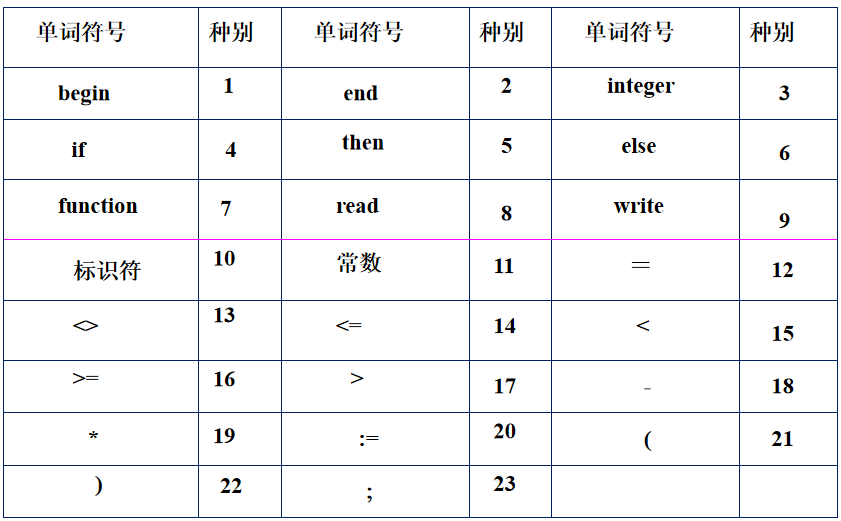 单词符号 种别 单词符号 种别 单词符号 种别
begin 1 end 2 integer 3
if 4 then 5 else 6
function 7 read 8 write 9
标识符 10 常数 11 = 12
<> 13 <= 14 < 15
>= 16 > 17 - 18
* 19 := 20 ( 21
) 22 ; 23